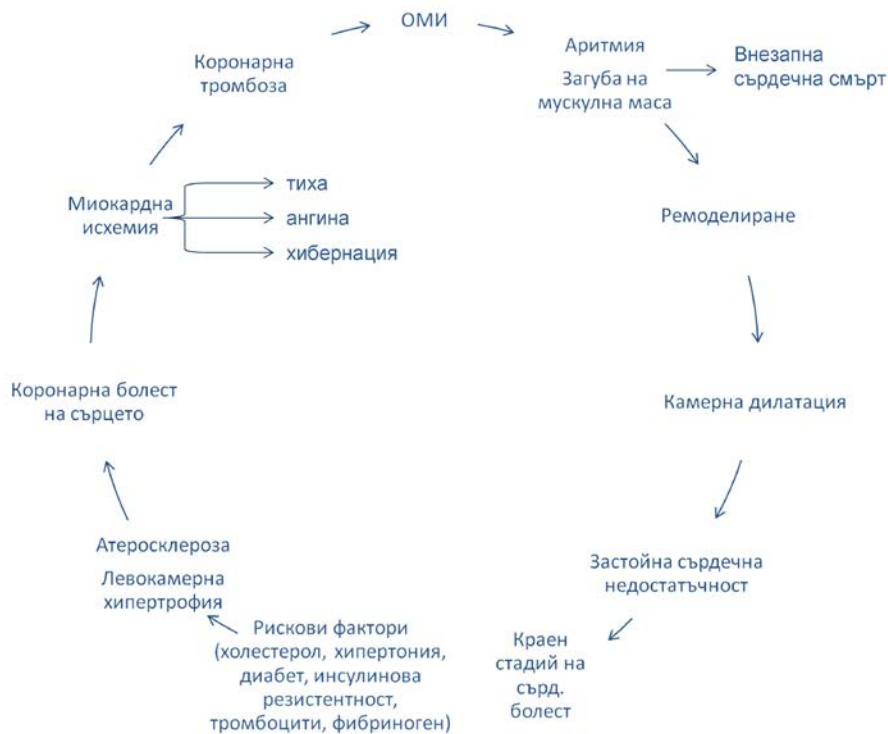 ОМИ
Коронарна
тромбоза
Аритмия
Загуба на
мускулна маса
Внезапна
сърдечна смърт
Миокардна
исхемия
тиха
ангина
хибернация
Ремоделиране
Коронарна болест
на сърцето
Камерна дилатация
Атеросклероза
Левокамерна
хипертрофия
Застойна сърдечна
недостатъчност
Рискови фактори
(холестерол, хипертония,
диабет, инсулинова
резистентност,
тромбоцити, фибриноген)
Краен
стадий на
сърд.
болест